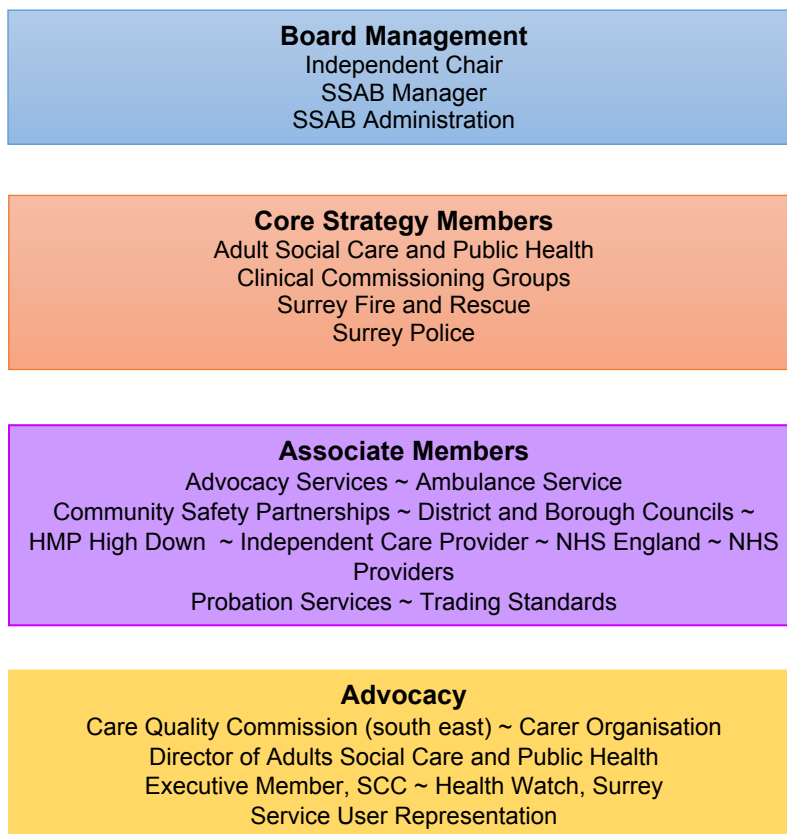 Board Management
Independent Chair
SSAB Manager
SSAB Administration
Core Strategy Members
Adult Social Care and Public Health
Clinical Commissioning Groups
Surrey Fire and Rescue
Surrey Police
Associate Members
Advocacy Services ~ Ambulance Service
Community Safety Partnerships ~ District and Borough Councils ~
HMP High Down ~ Independent Care Provider ~ NHS England ~ NHS
Providers
Probation Services ~ Trading Standards
Advocacy
Care Quality Commission (south east) ~ Carer Organisation
Director of Adults Social Care and Public Health
Executive Member, SCC ~ Health Watch, Surrey
Service User Representation